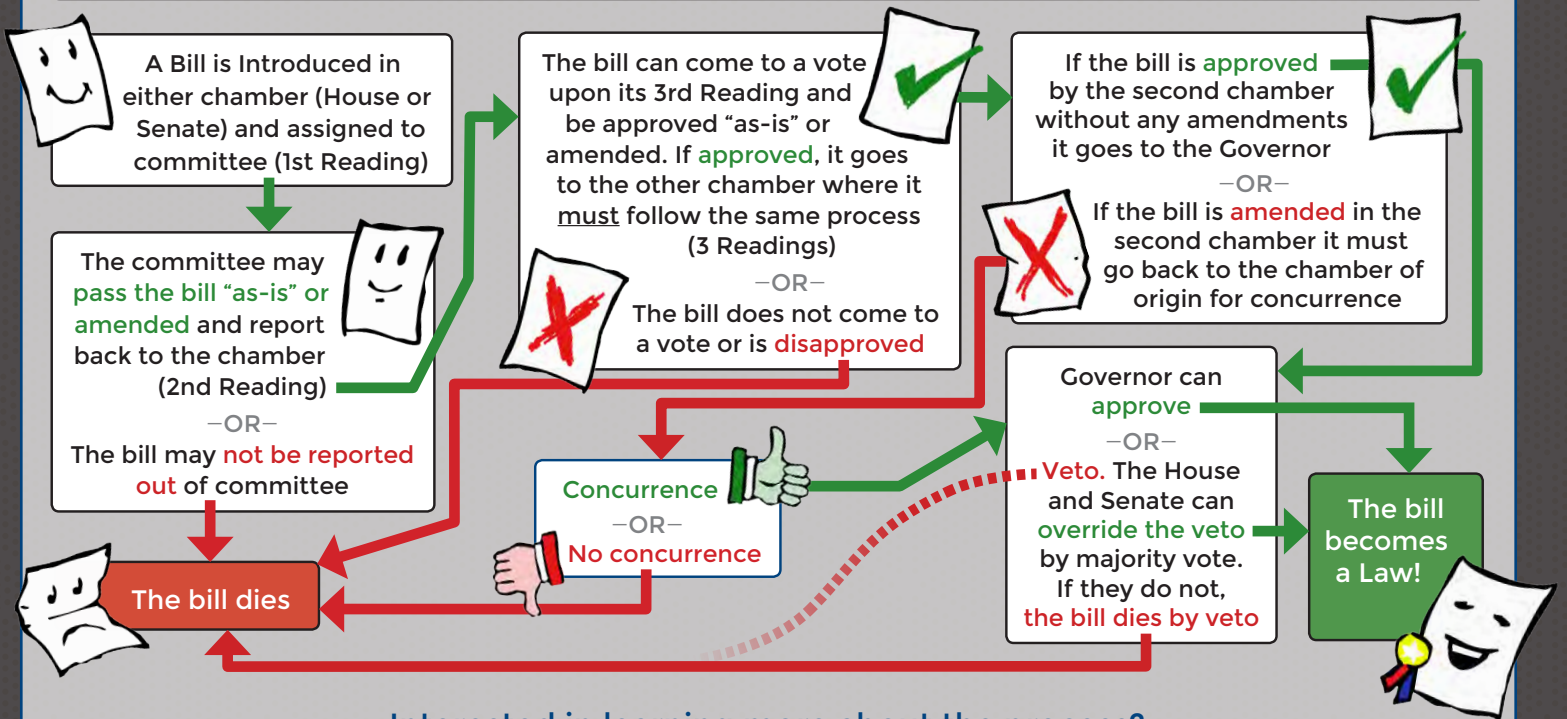 A Bill is Introduced in
either chamber (House or
Senate) and assigned to
committee (1st Reading)
The committee may
pass the bill “as-is” or
amended and report
back to the chamber
(2nd Reading)
—OR—
The bill may not be reported
out of committee
The bill can come to a vote
upon its 3rd Reading and
be approved “as-is” or
amended. If approved, it goes
to the other chamber where it
must follow the same process
(3 Readings)
—OR—
The bill does not come to
a vote or is disapproved
If the bill is approved
by the second chamber
without any amendments
it goes to the Governor
—OR—
If the bill is amended in the
second chamber it must
go back to the chamber of
origin for concurrence
Concurrence
—OR—
No concurrence
Governor can
approve
—OR—
Veto. The House
and Senate can
override the veto
by majority vote.
If they do not,
the bill dies by veto
The bill
becomes
a Law!
The bill dies
Interested in learning more about the process?